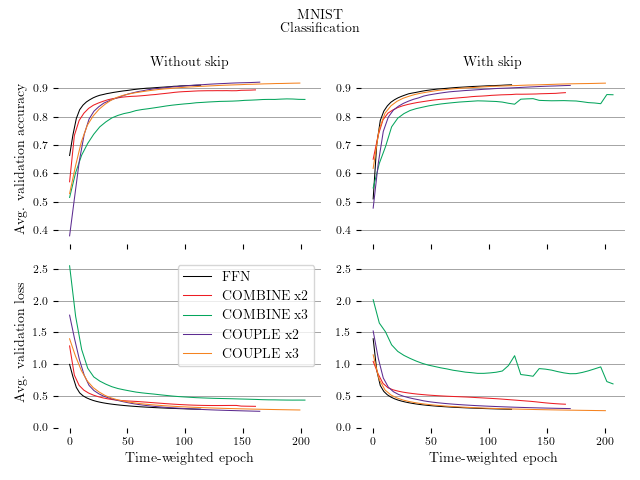 MNIST
Classification
Without skip
With skip
Avg. validation accuracy
0.9
0.8
0.7
0.6
0.5
0.4
0.9
0.8
0.7
0.6
0.5
0.4
Avg. validation loss
2.5
2.0
1.5
1.0
0.5
0.0
FFN
COMBINE x2
COMBINE x3
COUPLE x2
COUPLE x3
2.5
2.0
1.5
1.0
0.5
0.0
0 50 100 150 200
0 50 100 150 200
Time-weighted epoch
Time-weighted epoch